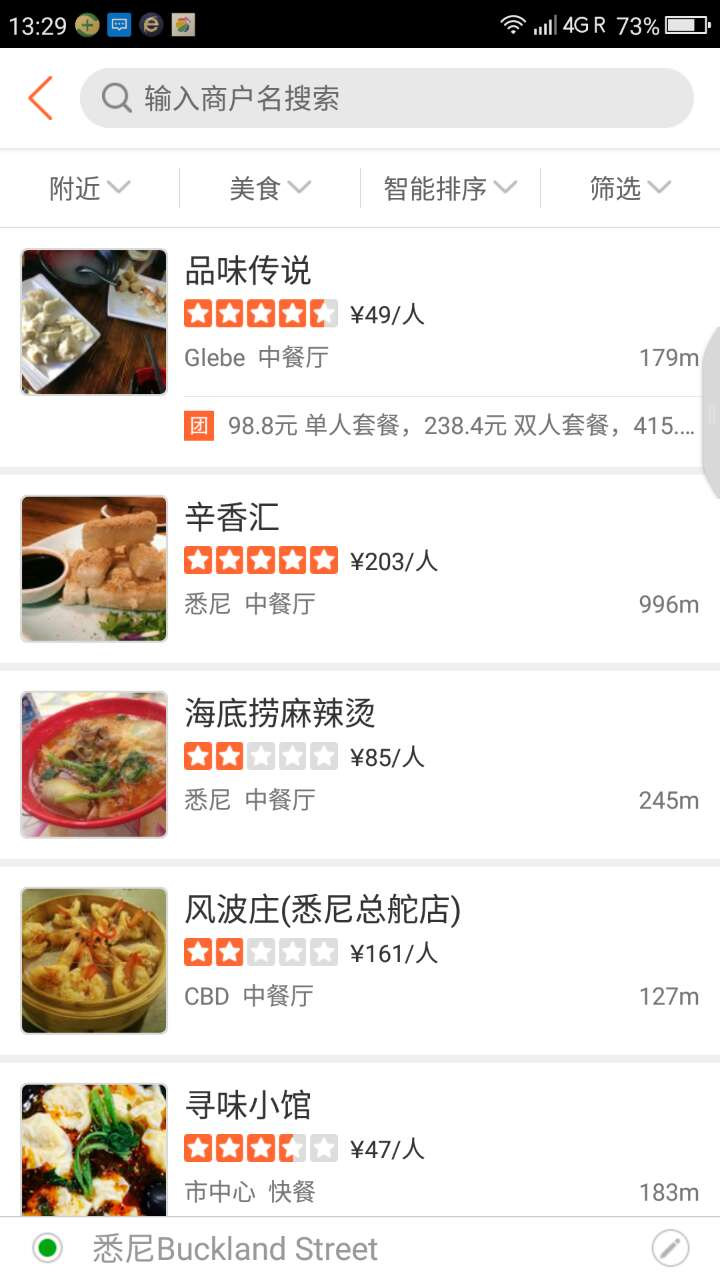 13:29
4G R 73%
输入商户名搜索
附近 美食 智能排序 筛选
品味传说
¥49/人
Glebe 中餐厅 179m
团 98.8元 单人套餐，238.4元 双人套餐，415....
辛香汇
¥203/人
悉尼 中餐厅 996m
海底捞麻辣烫
¥85/人
悉尼 中餐厅 245m
风波庄(悉尼总舵店)
¥161/人
CBD 中餐厅 127m
寻味小馆
¥47/人
市中心 快餐 183m
悉尼Buckland Street